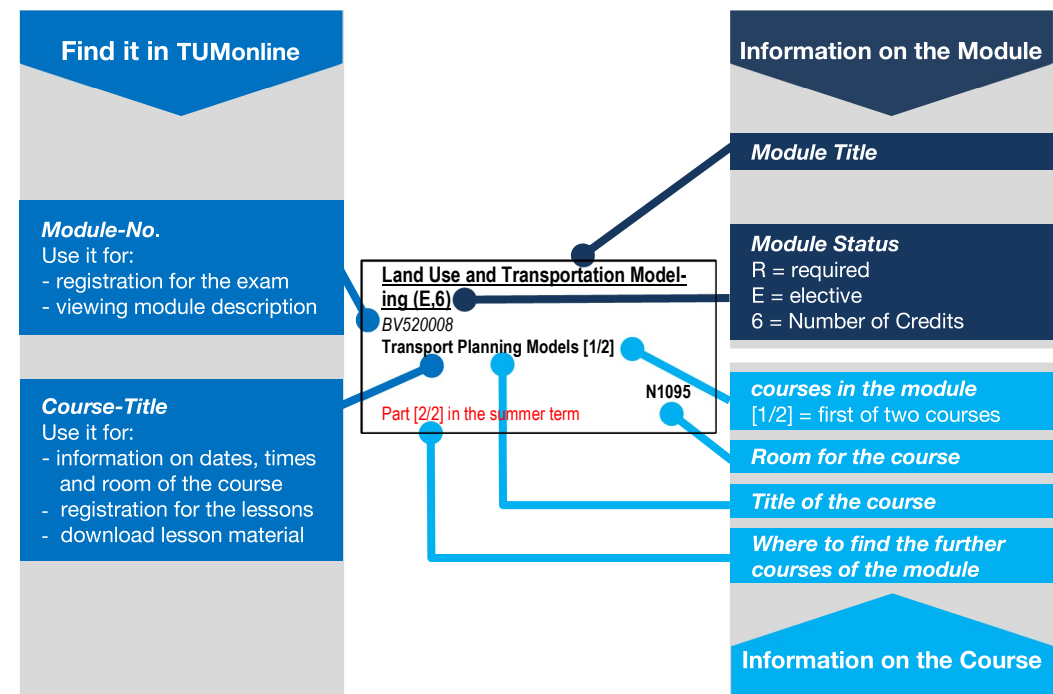 Find it in TUMonline
Module-No.
Use it for:
- registration for the exam
- viewing module description
Course-Title
Use it for:
- information on dates, times
and room of the course
- registration for the lessons
- download lesson material
Land Use and Transportation Model-
ing (E,6)
BV520008
Transport Planning Models [1/2]
N1095
Part [2/2] in the summer term
Information on the Module
Module Title
Module Status
R = required
E = elective
6 = Number of Credits
courses in the module
[1/2] = first of two courses
Room for the course
Title of the course
Where to find the further
courses of the module
Information on the Course